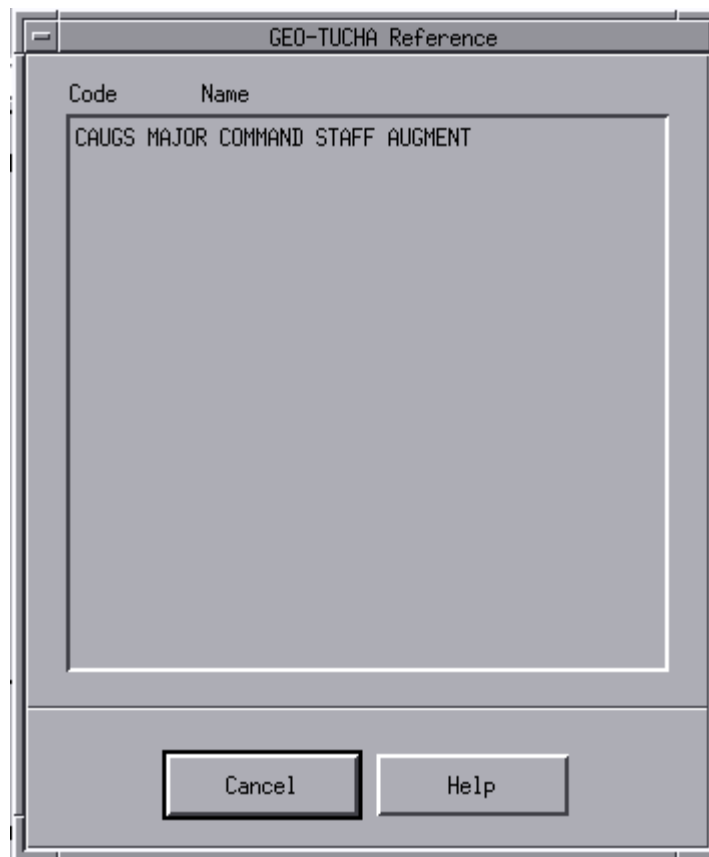 GEO-TUCHA Reference
Code Name
CAUGS MAJOR COMMAND STAFF AUGMENT
Cancel Help